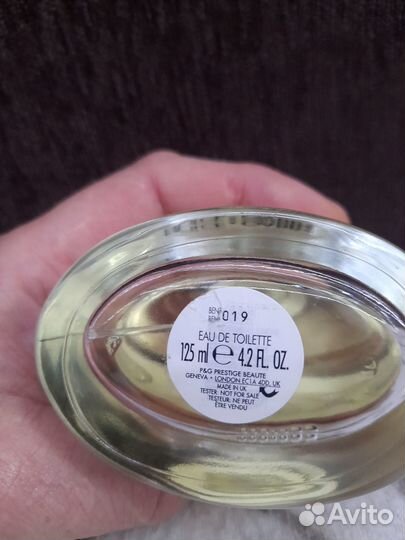 019
EAU DE TOILETTE
125 ml e 4.2 FL. OZ.
P&G PRESTIGE BEAUTE
GENEVA • LONDON EC1A 4DD, UK
MADE IN UK
TESTER: NOT FOR SALE
TESTEUR: NE PEUT
ÊTRE VENDU
Avito